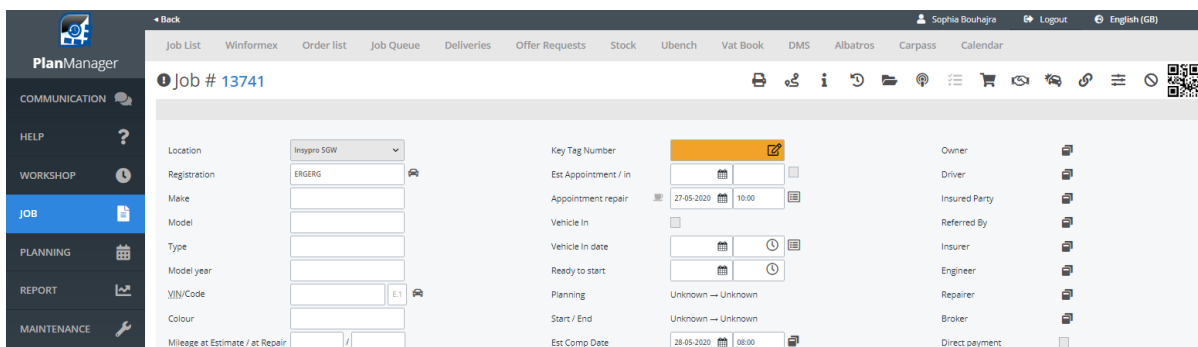 ◂ Back
Sophia Bouhajra
Logout
English (GB)
PlanManager
Job List Winformex Order list Job Queue Deliveries Offer Requests Stock Ubench Vat Book DMS Albatros Carpass Calendar
Job # 13741
COMMUNICATION
HELP
WORKSHOP
JOB
PLANNING
REPORT
MAINTENANCE
Location Insypro SGW
Registration ERGERG
Make
Model
Type
Model year
VIN/Code E.1
Colour
Mileage at Estimate / at Repair /
Key Tag Number
Est Appointment / in
Appointment repair 27-05-2020 10:00
Vehicle In
Vehicle In date
Ready to start
Planning Unknown → Unknown
Start / End Unknown → Unknown
Est Comp Date 28-05-2020 08:00
Owner
Driver
Insured Party
Referred By
Insurer
Engineer
Repairer
Broker
Direct payment